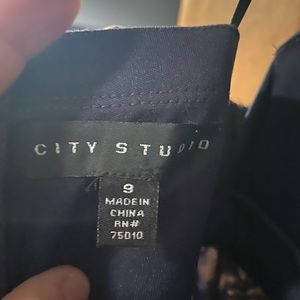 CITY STUDIO
9
MADE IN
CHINA
RN#
75010